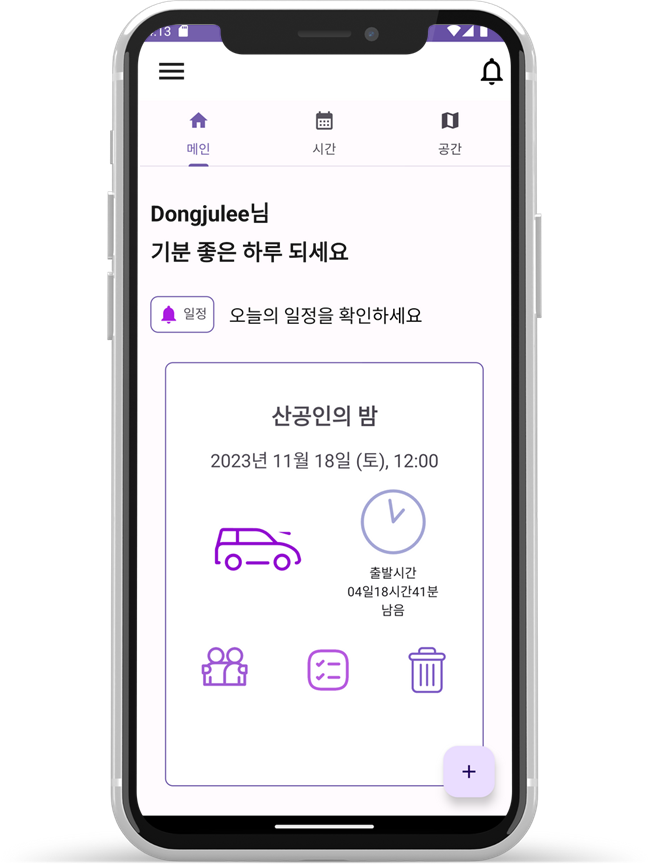 :13
메인
시간
공간
Dongjulee님
기분 좋은 하루 되세요
일정
오늘의 일정을 확인하세요
산공인의 밤
2023년 11월 18일 (토), 12:00
출발시간
04일18시간41분
남음
+